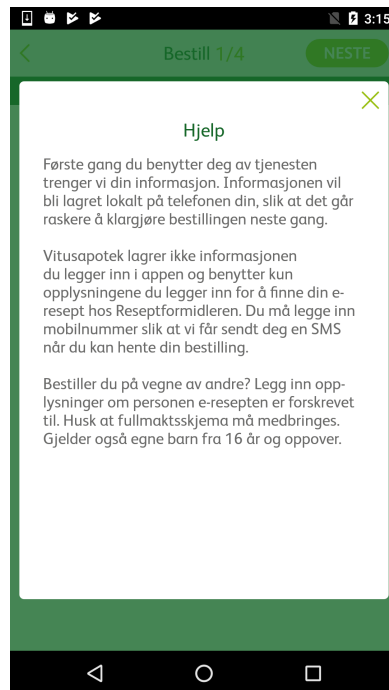 3:15
Bestill 1/4
NESTE
Hjelp
Første gang du benytter deg av tjenesten
trenger vi din informasjon. Informasjonen vil
bli lagret lokalt på telefonen din, slik at det går
raskere å klargjøre bestillingen neste gang.
Vitusapotek lagrer ikke informasjonen
du legger inn i appen og benytter kun
opplysningene du legger inn for å finne din e-
resept hos Reseptformidleren. Du må legge inn
mobilnummer slik at vi får sendt deg en SMS
når du kan hente din bestilling.
Bestiller du på vegne av andre? Legg inn opp-
lysninger om personen e-resepten er forskrevet
til. Husk at fullmaktsskjema må medbringes.
Gjelder også egne barn fra 16 år og oppover.